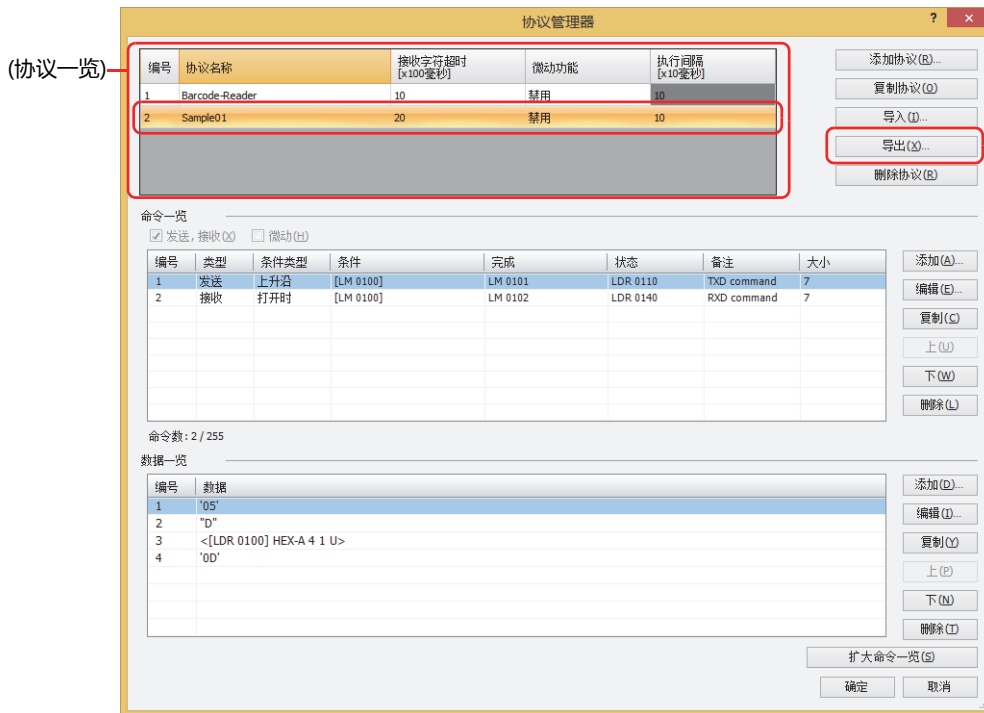 协议管理器
? ×
(协议一览)
编号 协议名称 接收字符超时 [x100毫秒] 微动功能 执行间隔 [x10毫秒]
1 Barcode-Reader 10 禁用 10
2 Sample01 20 禁用 10
添加协议(R)...
复制协议(O)
导入(I)...
导出(X)...
删除协议(R)
命令一览
发送,接收(X) 微动(H)
编号 类型 条件类型 条件 完成 状态 备注 大小
1 发送 上升沿 [LM 0100] LM 0101 LDR 0110 TXD command 7
2 接收 打开时 [LM 0100] LM 0102 LDR 0140 RXD command 7
添加(A)...
编辑(E)...
复制(C)
上(U)
下(W)
删除(L)
命令数:2 / 255
数据一览
编号 数据
1 '05'
2 "D"
3 <[LDR 0100] HEX-A 4 1 U>
4 '0D'
添加(D)...
编辑(I)...
复制(Y)
上(P)
下(N)
删除(T)
扩大命令一览(S)
确定 取消